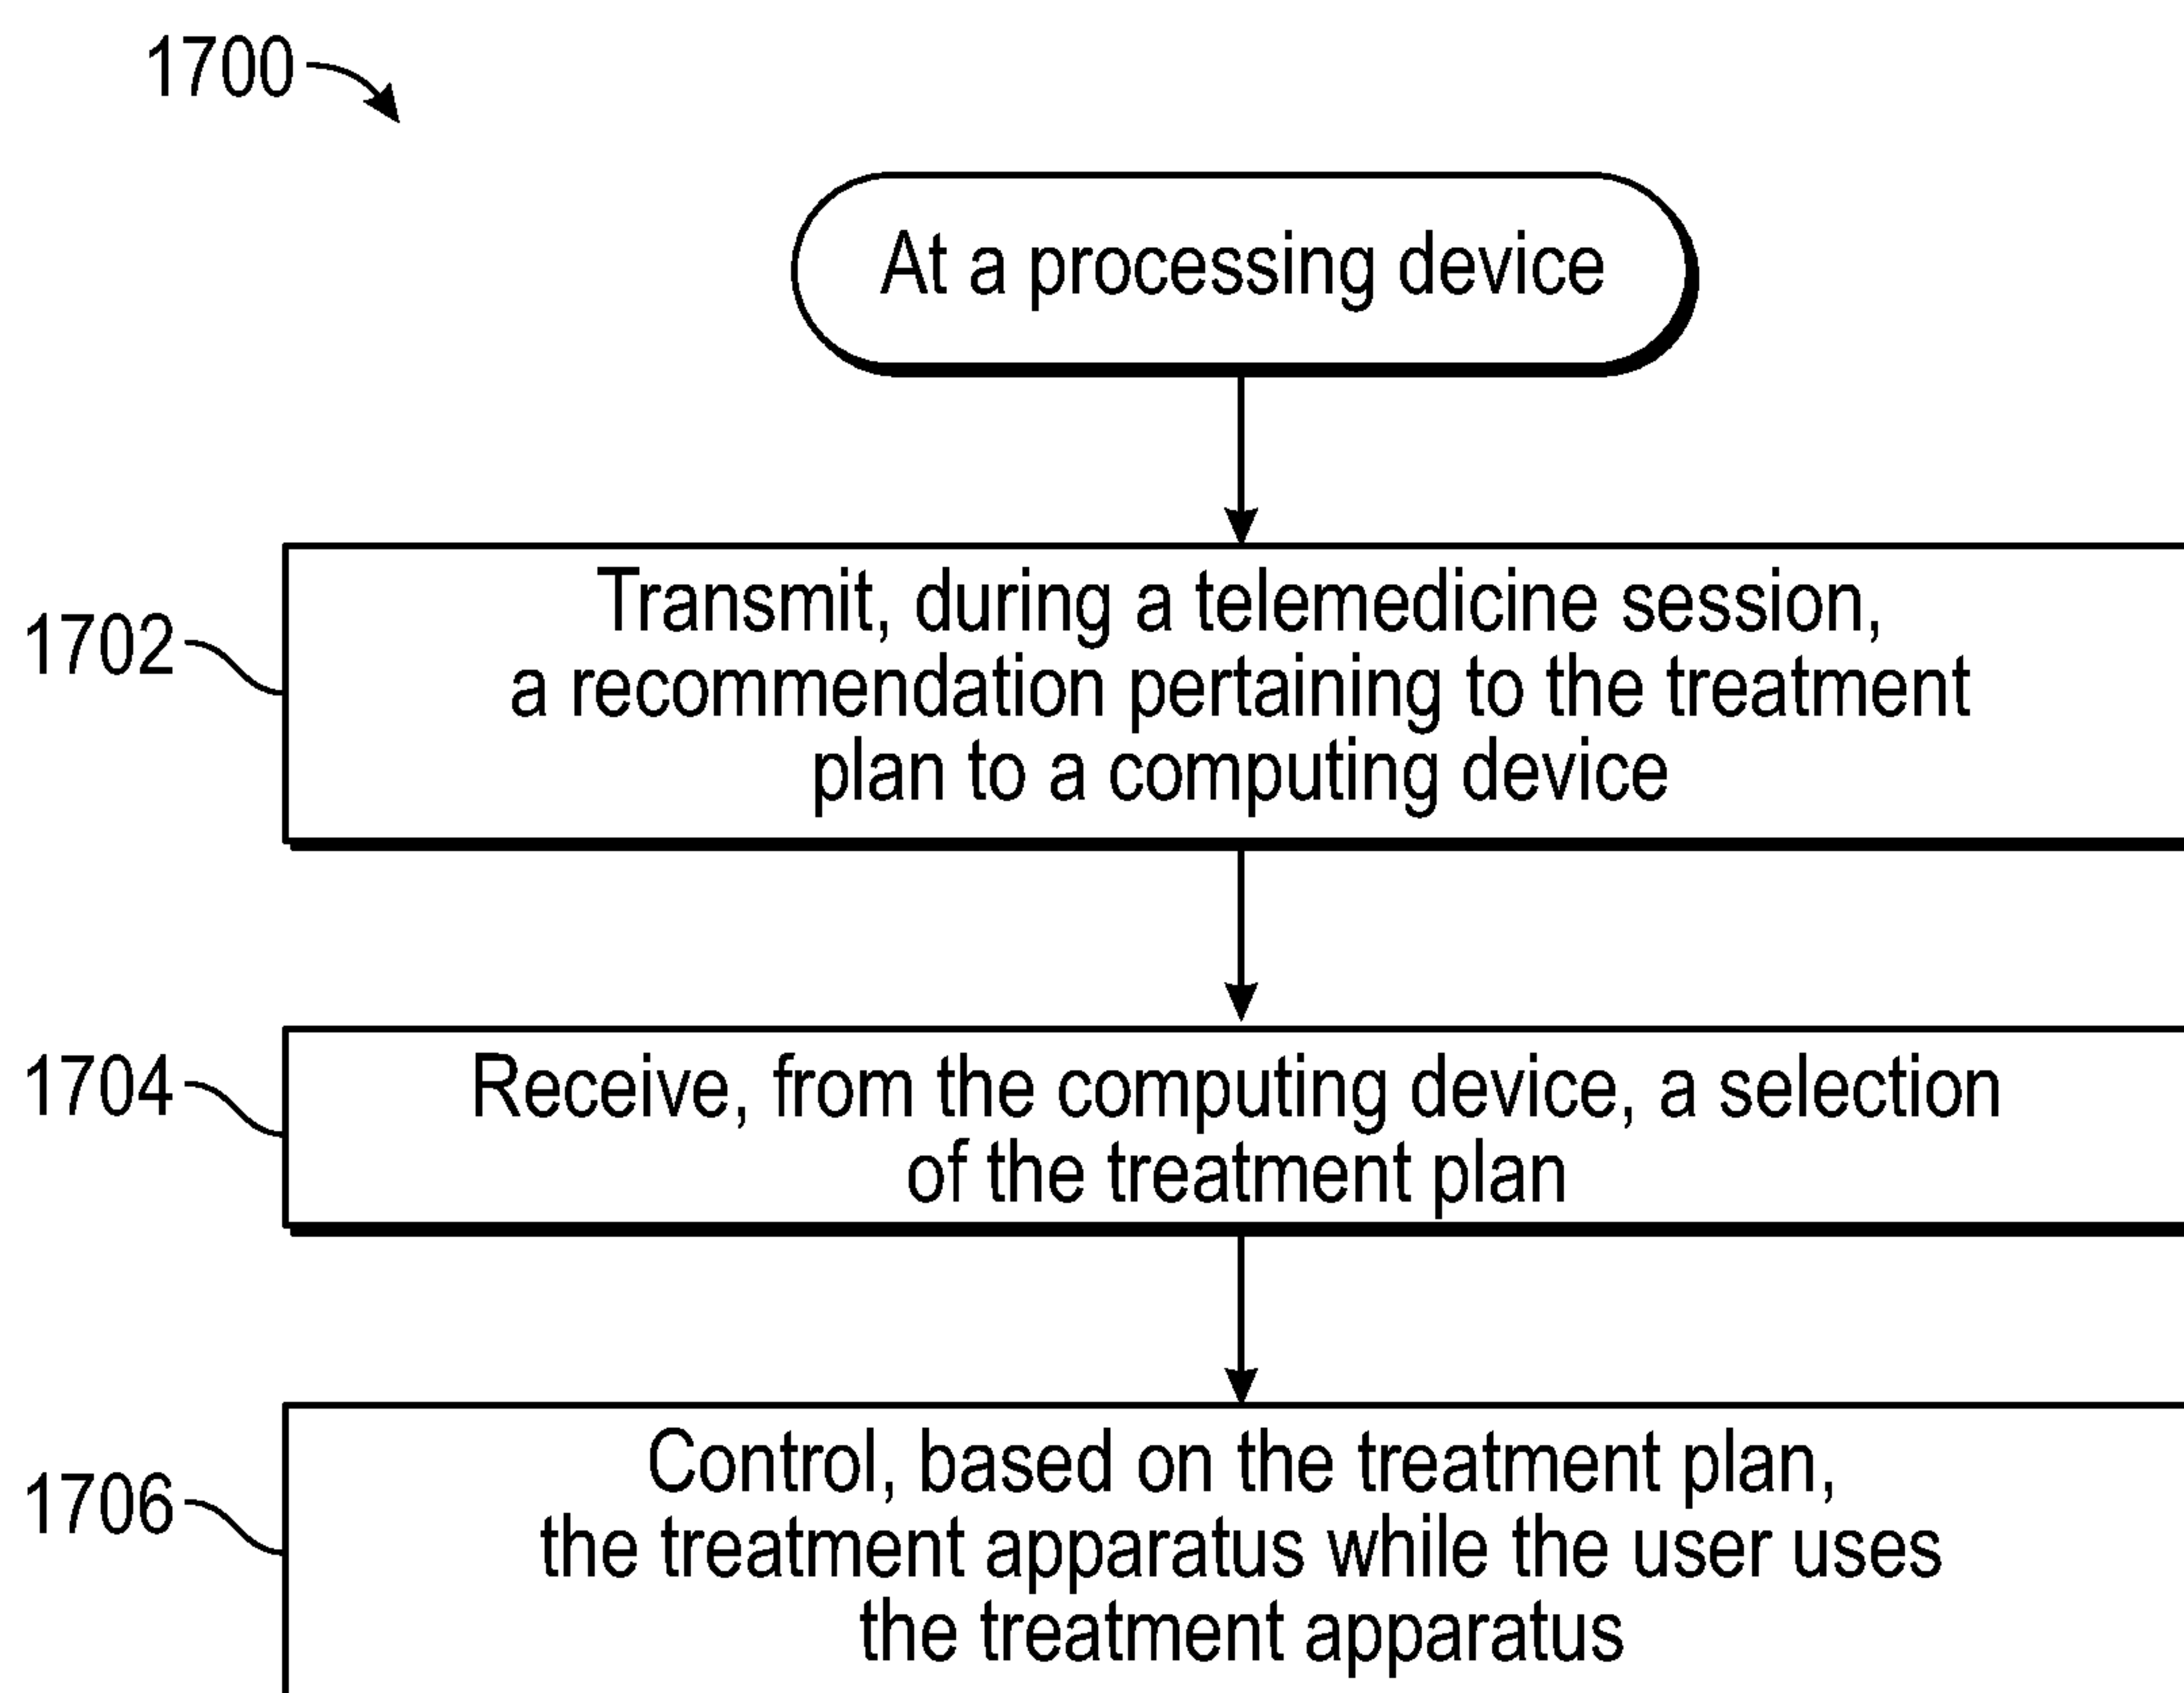 1700
At a processing device
1702
Transmit, during a telemedicine session,
a recommendation pertaining to the treatment
plan to a computing device
1704
Receive, from the computing device, a selection
of the treatment plan
1706
Control, based on the treatment plan,
the treatment apparatus while the user uses
the treatment apparatus